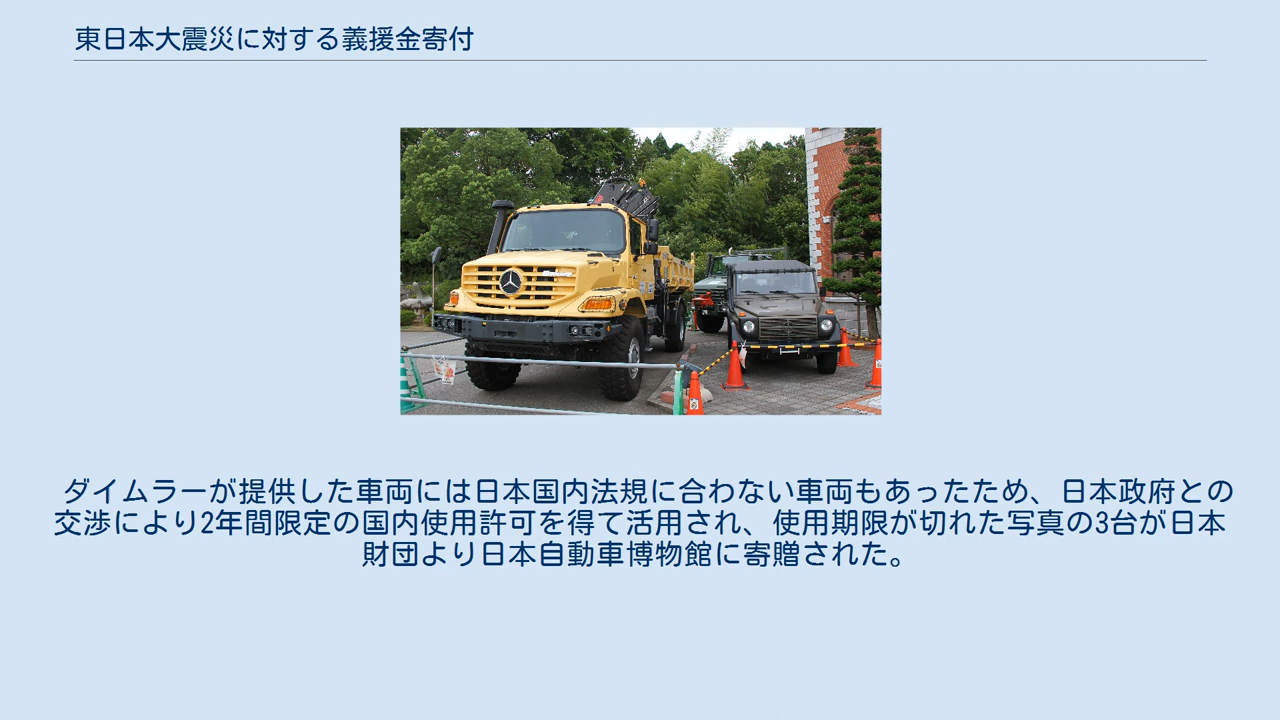 東日本大震災に対する義援金寄付
ダイムラーが提供した車両には日本国内法規に合わない車両もあったため、日本政府との
交渉により2年間限定の国内使用許可を得て活用され、使用期限が切れた写真の3台が日本
財団より日本自動車博物館に寄贈された。